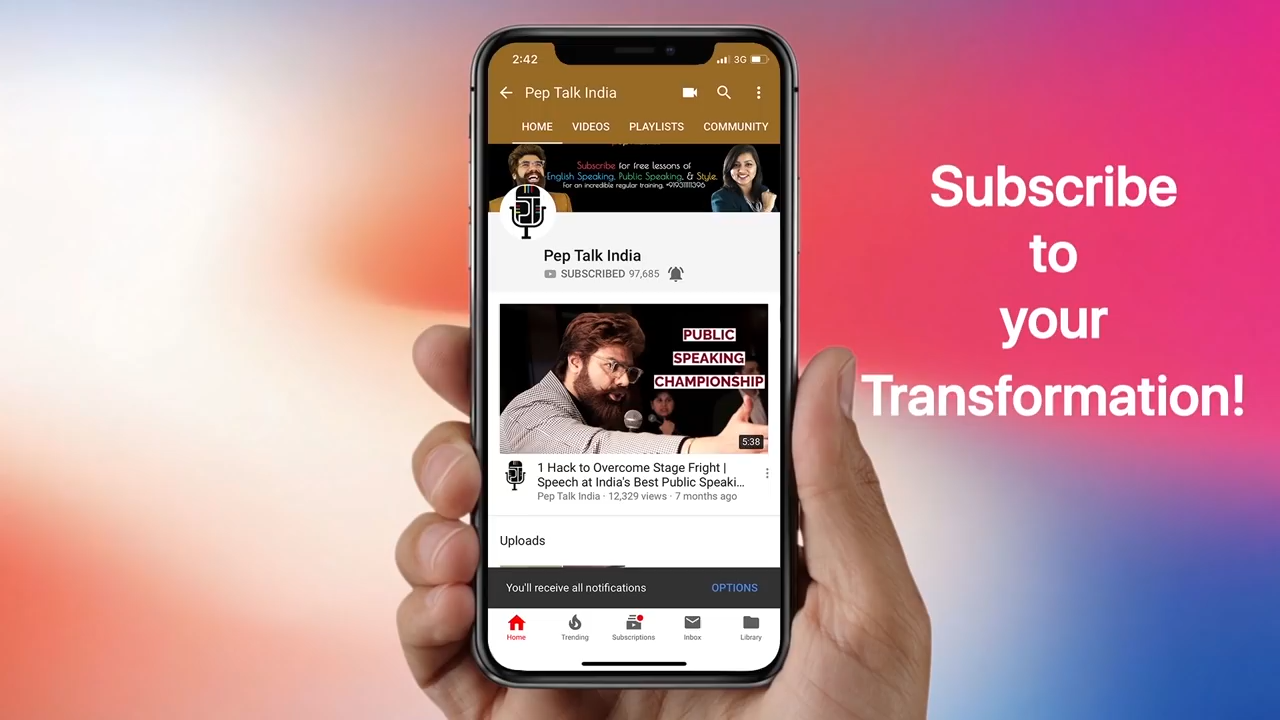 2:42
3G
Pep Talk India
HOME VIDEOS PLAYLISTS COMMUNITY
Subscribe for free lessons of
English Speaking, Public Speaking, & Style.
Pep Talk India
SUBSCRIBED 97,685
PUBLIC
SPEAKING
CHAMPIONSHIP
5:38
1 Hack to Overcome Stage Fright |
Speech at India's Best Public Speaki...
Pep Talk India · 12,329 views · 7 months ago
Uploads
You'll receive all notifications OPTIONS
Home Trending Subscriptions Inbox Library
Subscribe
to
your
Transformation!